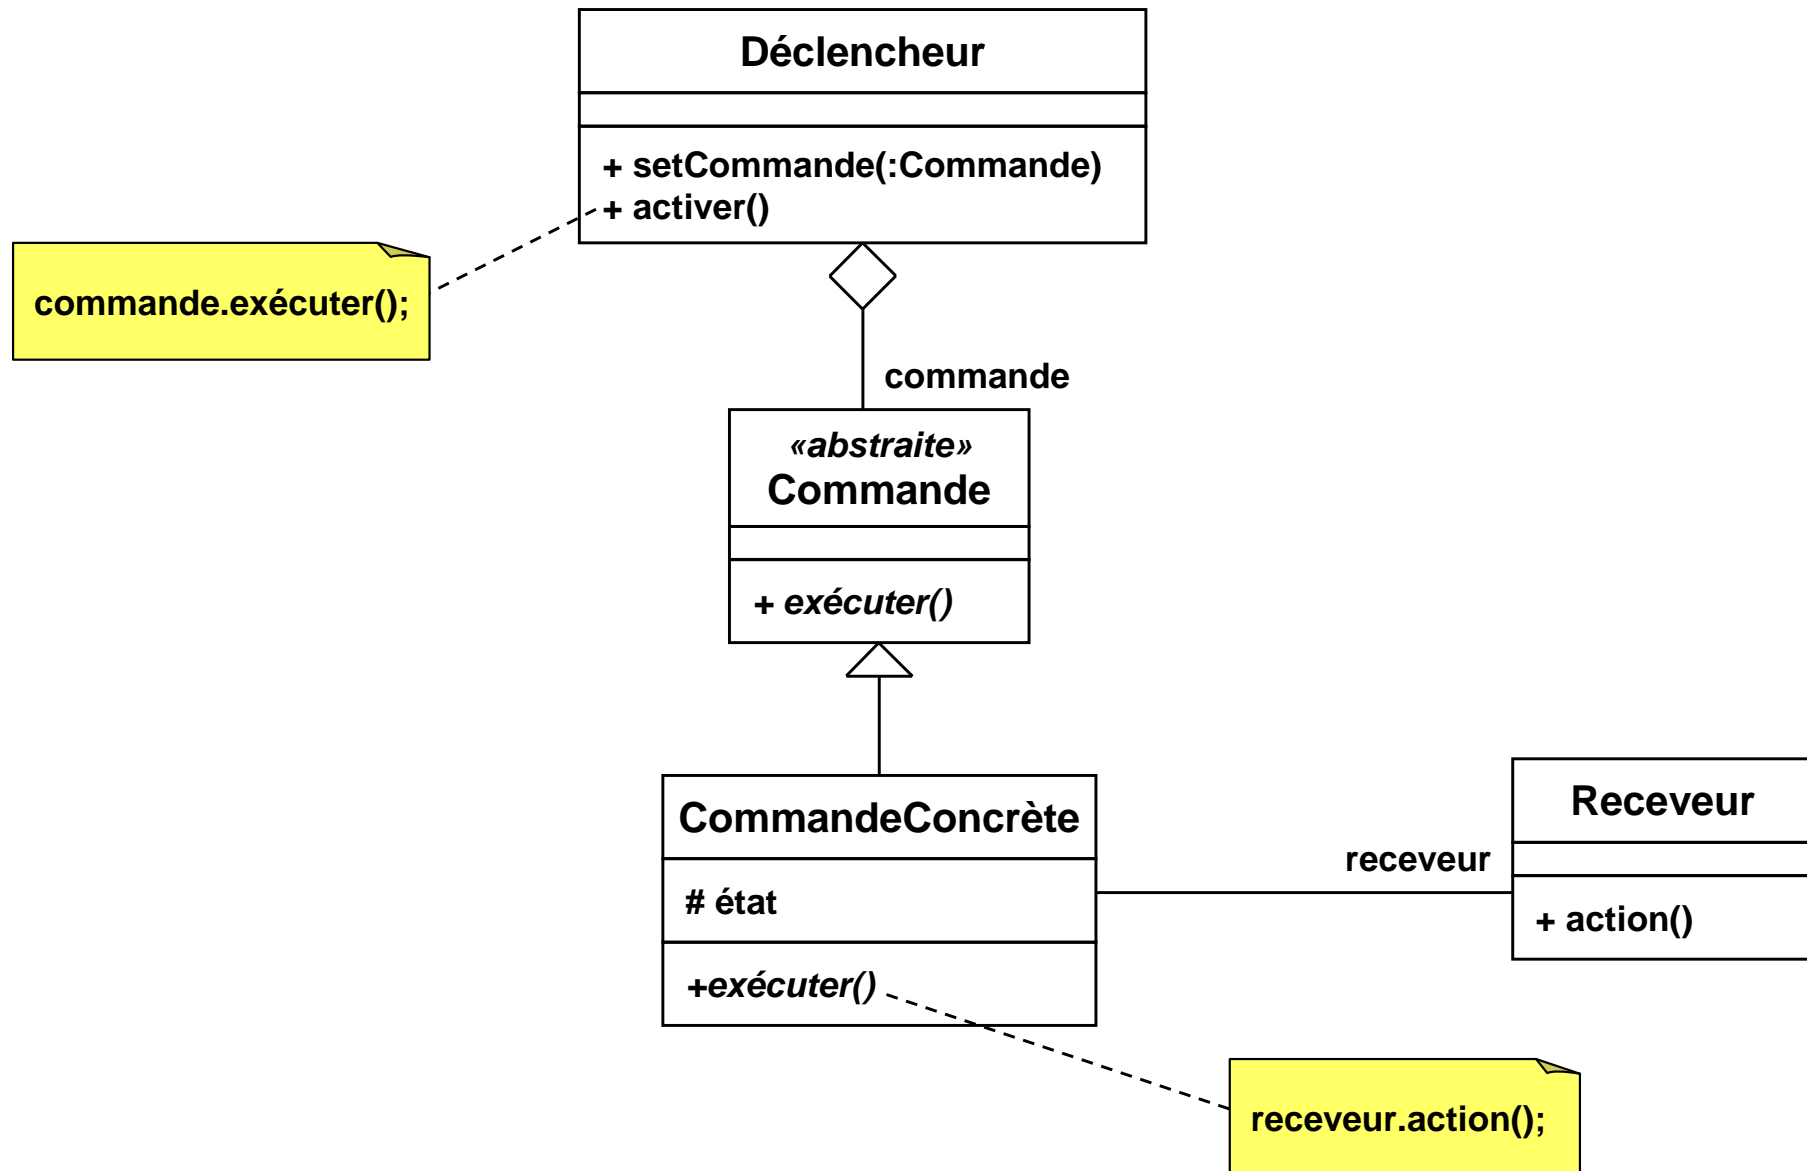 Déclencheur
+ setCommande(:Commande)
+ activer()
commande.exécuter();
commande
«abstraite»
Commande
+ exécuter()
CommandeConcrète
# état
+exécuter()
receveur
Receveur
+ action()
receveur.action();